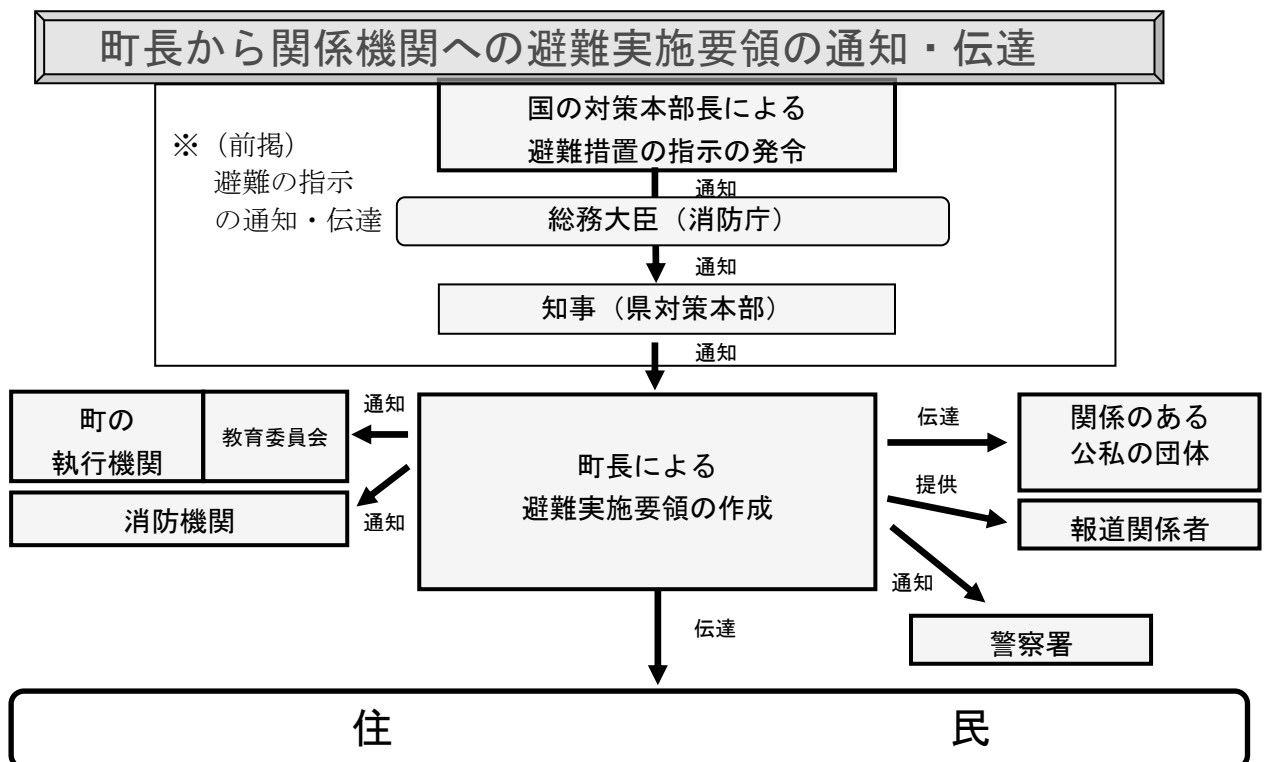 町長から関係機関への避難実施要領の通知・伝達
国の対策本部長による
避難措置の指示の発令
※（前掲）
避難の指示
の通知・伝達
通知
総務大臣（消防庁）
通知
知事（県対策本部）
通知
町の
執行機関
教育委員会
通知
消防機関
通知
町長による
避難実施要領の作成
伝達
関係のある
公私の団体
提供
報道関係者
通知
警察署
伝達
住　民